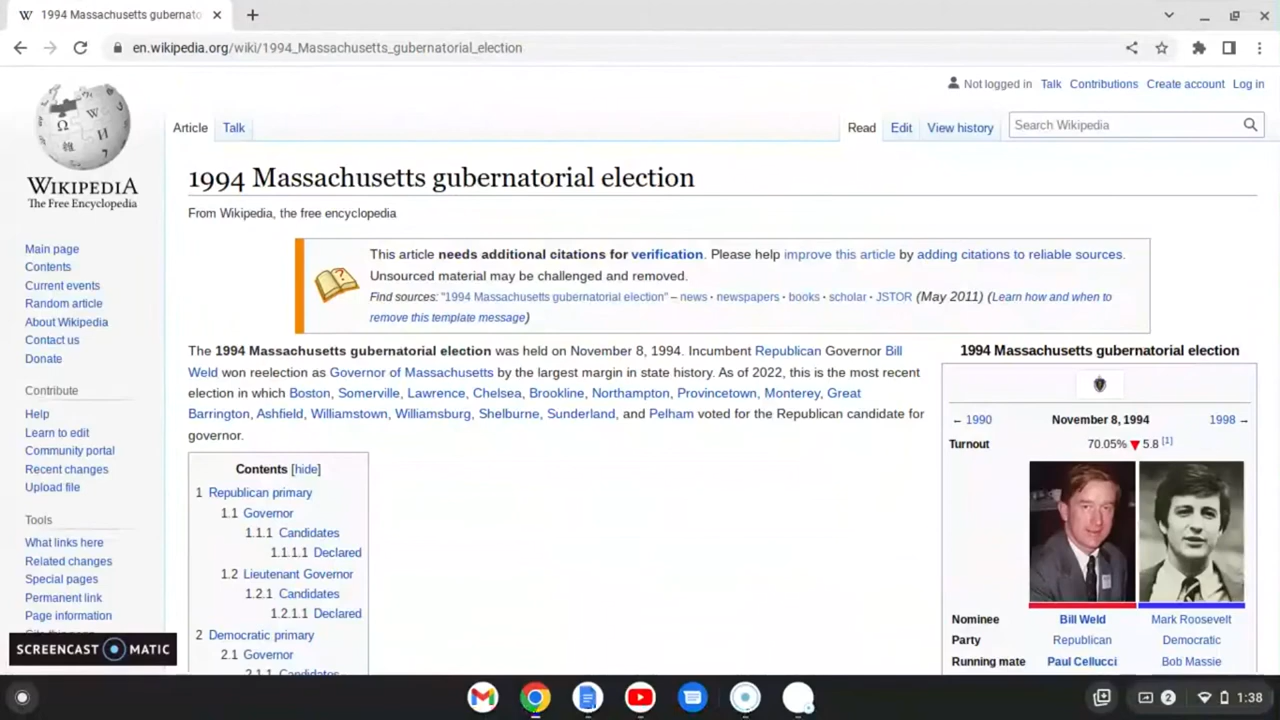 1994 Massachusetts gubernato
en.wikipedia.org/wiki/1994_Massachusetts_gubernatorial_election
Not logged in Talk Contributions Create account Log in
Article Talk Read Edit View history Search Wikipedia
WIKIPEDIA
The Free Encyclopedia
Main page
Contents
Current events
Random article
About Wikipedia
Contact us
Donate
Contribute
Help
Learn to edit
Community portal
Recent changes
Upload file
Tools
What links here
Related changes
Special pages
Permanent link
Page information
1994 Massachusetts gubernatorial election
From Wikipedia, the free encyclopedia
This article needs additional citations for verification. Please help improve this article by adding citations to reliable sources.
Unsourced material may be challenged and removed.
Find sources: "1994 Massachusetts gubernatorial election" – news · newspapers · books · scholar · JSTOR (May 2011) (Learn how and when to
remove this template message)
The 1994 Massachusetts gubernatorial election was held on November 8, 1994. Incumbent Republican Governor Bill
Weld won reelection as Governor of Massachusetts by the largest margin in state history. As of 2022, this is the most recent
election in which Boston, Somerville, Lawrence, Chelsea, Brookline, Northampton, Provincetown, Monterey, Great
Barrington, Ashfield, Williamstown, Williamsburg, Shelburne, Sunderland, and Pelham voted for the Republican candidate for
governor.
Contents [hide]
1 Republican primary
1.1 Governor
1.1.1 Candidates
1.1.1.1 Declared
1.2 Lieutenant Governor
1.2.1 Candidates
1.2.1.1 Declared
2 Democratic primary
2.1 Governor
2.1.1 Candidates
1994 Massachusetts gubernatorial election
← 1990 November 8, 1994 1998 →
Turnout 70.05% ▼ 5.8 [1]
Nominee Bill Weld Mark Roosevelt
Party Republican Democratic
Running mate Paul Cellucci Bob Massie
SCREENCAST MATIC
2 1:38